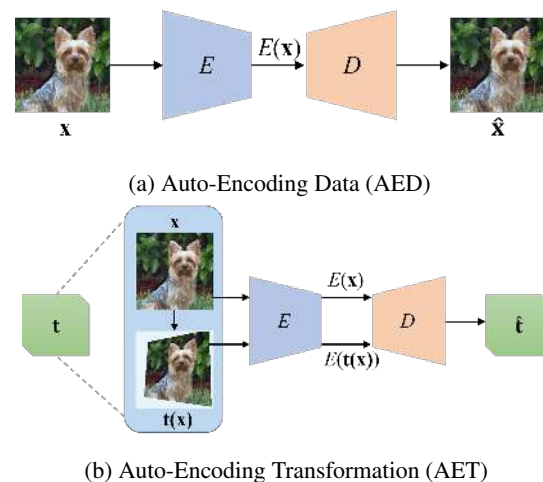 E
E(x)
D
x
x̂
(a) Auto-Encoding Data (AED)
x
E(x)
t
E
D
t̂
E(t(x))
t(x)
(b) Auto-Encoding Transformation (AET)